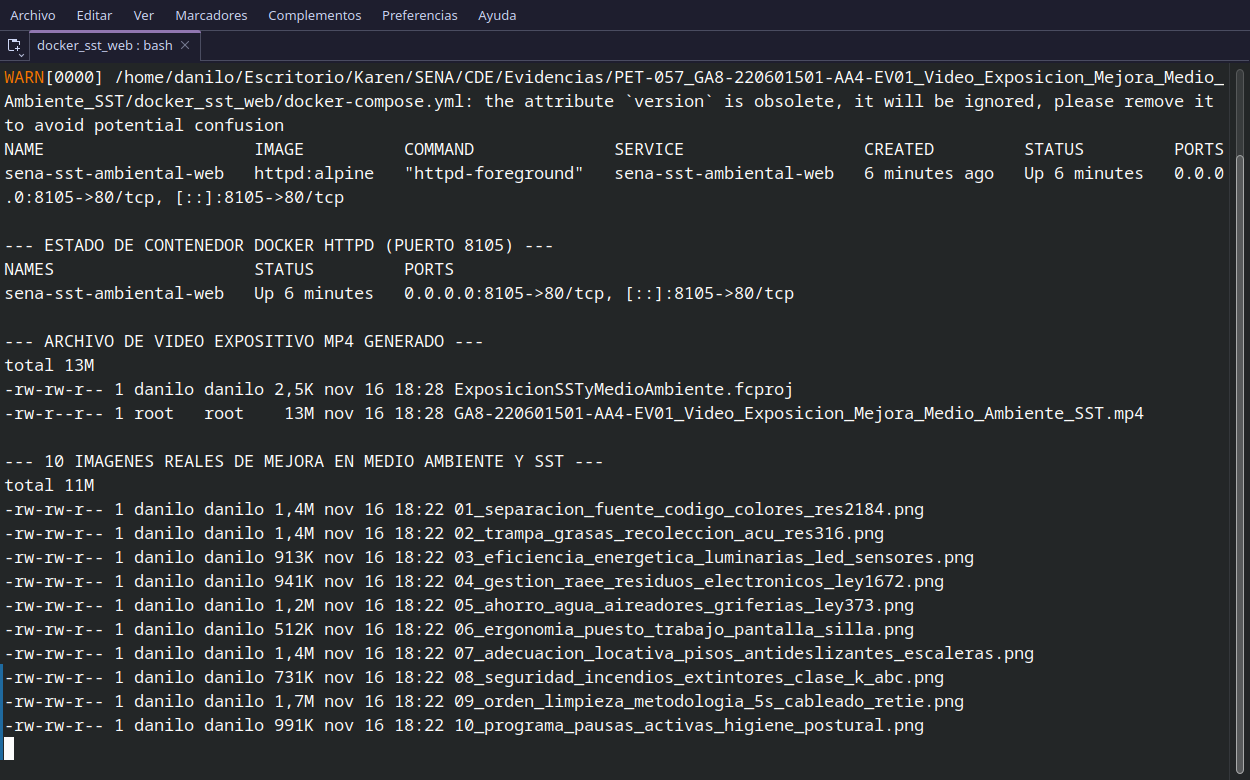 Archivo Editar Ver Marcadores Complementos Preferencias Ayuda
docker_sst_web : bash
WARN[0000] /home/danilo/Escritorio/Karen/SENA/CDE/Evidencias/PET-057_GA8-220601501-AA4-EV01_Video_Exposicion_Mejora_Medio_
Ambiente_SST/docker_sst_web/docker-compose.yml: the attribute `version` is obsolete, it will be ignored, please remove it
to avoid potential confusion
NAME IMAGE COMMAND SERVICE CREATED STATUS PORTS
sena-sst-ambiental-web httpd:alpine "httpd-foreground" sena-sst-ambiental-web 6 minutes ago Up 6 minutes 0.0.0
.0:8105->80/tcp, [::]:8105->80/tcp
--- ESTADO DE CONTENEDOR DOCKER HTTPD (PUERTO 8105) ---
NAMES STATUS PORTS
sena-sst-ambiental-web Up 6 minutes 0.0.0.0:8105->80/tcp, [::]:8105->80/tcp
--- ARCHIVO DE VIDEO EXPOSITIVO MP4 GENERADO ---
total 13M
-rw-rw-r-- 1 danilo danilo 2,5K nov 16 18:28 ExposicionSSTyMedioAmbiente.fcproj
-rw-r--r-- 1 root root 13M nov 16 18:28 GA8-220601501-AA4-EV01_Video_Exposicion_Mejora_Medio_Ambiente_SST.mp4
--- 10 IMAGENES REALES DE MEJORA EN MEDIO AMBIENTE Y SST ---
total 11M
-rw-rw-r-- 1 danilo danilo 1,4M nov 16 18:22 01_separacion_fuente_codigo_colores_res2184.png
-rw-rw-r-- 1 danilo danilo 1,4M nov 16 18:22 02_trampa_grasas_recoleccion_acu_res316.png
-rw-rw-r-- 1 danilo danilo 913K nov 16 18:22 03_eficiencia_energetica_luminarias_led_sensores.png
-rw-rw-r-- 1 danilo danilo 941K nov 16 18:22 04_gestion_raee_residuos_electronicos_ley1672.png
-rw-rw-r-- 1 danilo danilo 1,2M nov 16 18:22 05_ahorro_agua_aireadores_griferias_ley373.png
-rw-rw-r-- 1 danilo danilo 512K nov 16 18:22 06_ergonomia_puesto_trabajo_pantalla_silla.png
-rw-rw-r-- 1 danilo danilo 1,4M nov 16 18:22 07_adecuacion_locativa_pisos_antideslizantes_escaleras.png
-rw-rw-r-- 1 danilo danilo 731K nov 16 18:22 08_seguridad_incendios_extintores_clase_k_abc.png
-rw-rw-r-- 1 danilo danilo 1,7M nov 16 18:22 09_orden_limpieza_metodologia_5s_cableado_retie.png
-rw-rw-r-- 1 danilo danilo 991K nov 16 18:22 10_programa_pausas_activas_higiene_postural.png